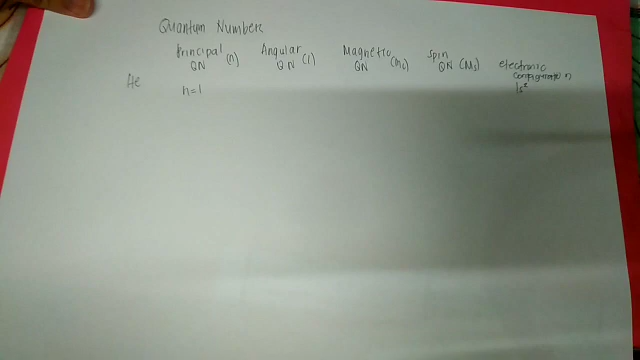 Quantum Numbers
Principal QN (n) Angular QN (l) Magnetic QN (ml) Spin QN (Ms) electronic configuration
He n=1 1s²